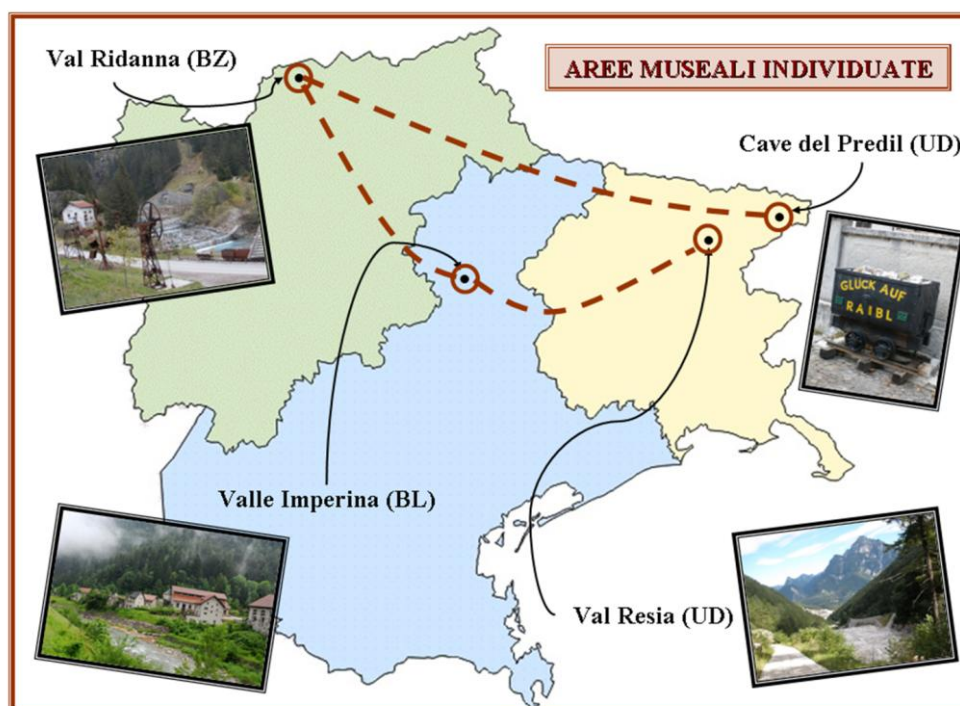 Val Ridanna (BZ)
AREE MUSEALI INDIVIDUATE
Cave del Predil (UD)
GLÜCK AUF
RAIBL
Valle Imperina (BL)
Val Resia (UD)